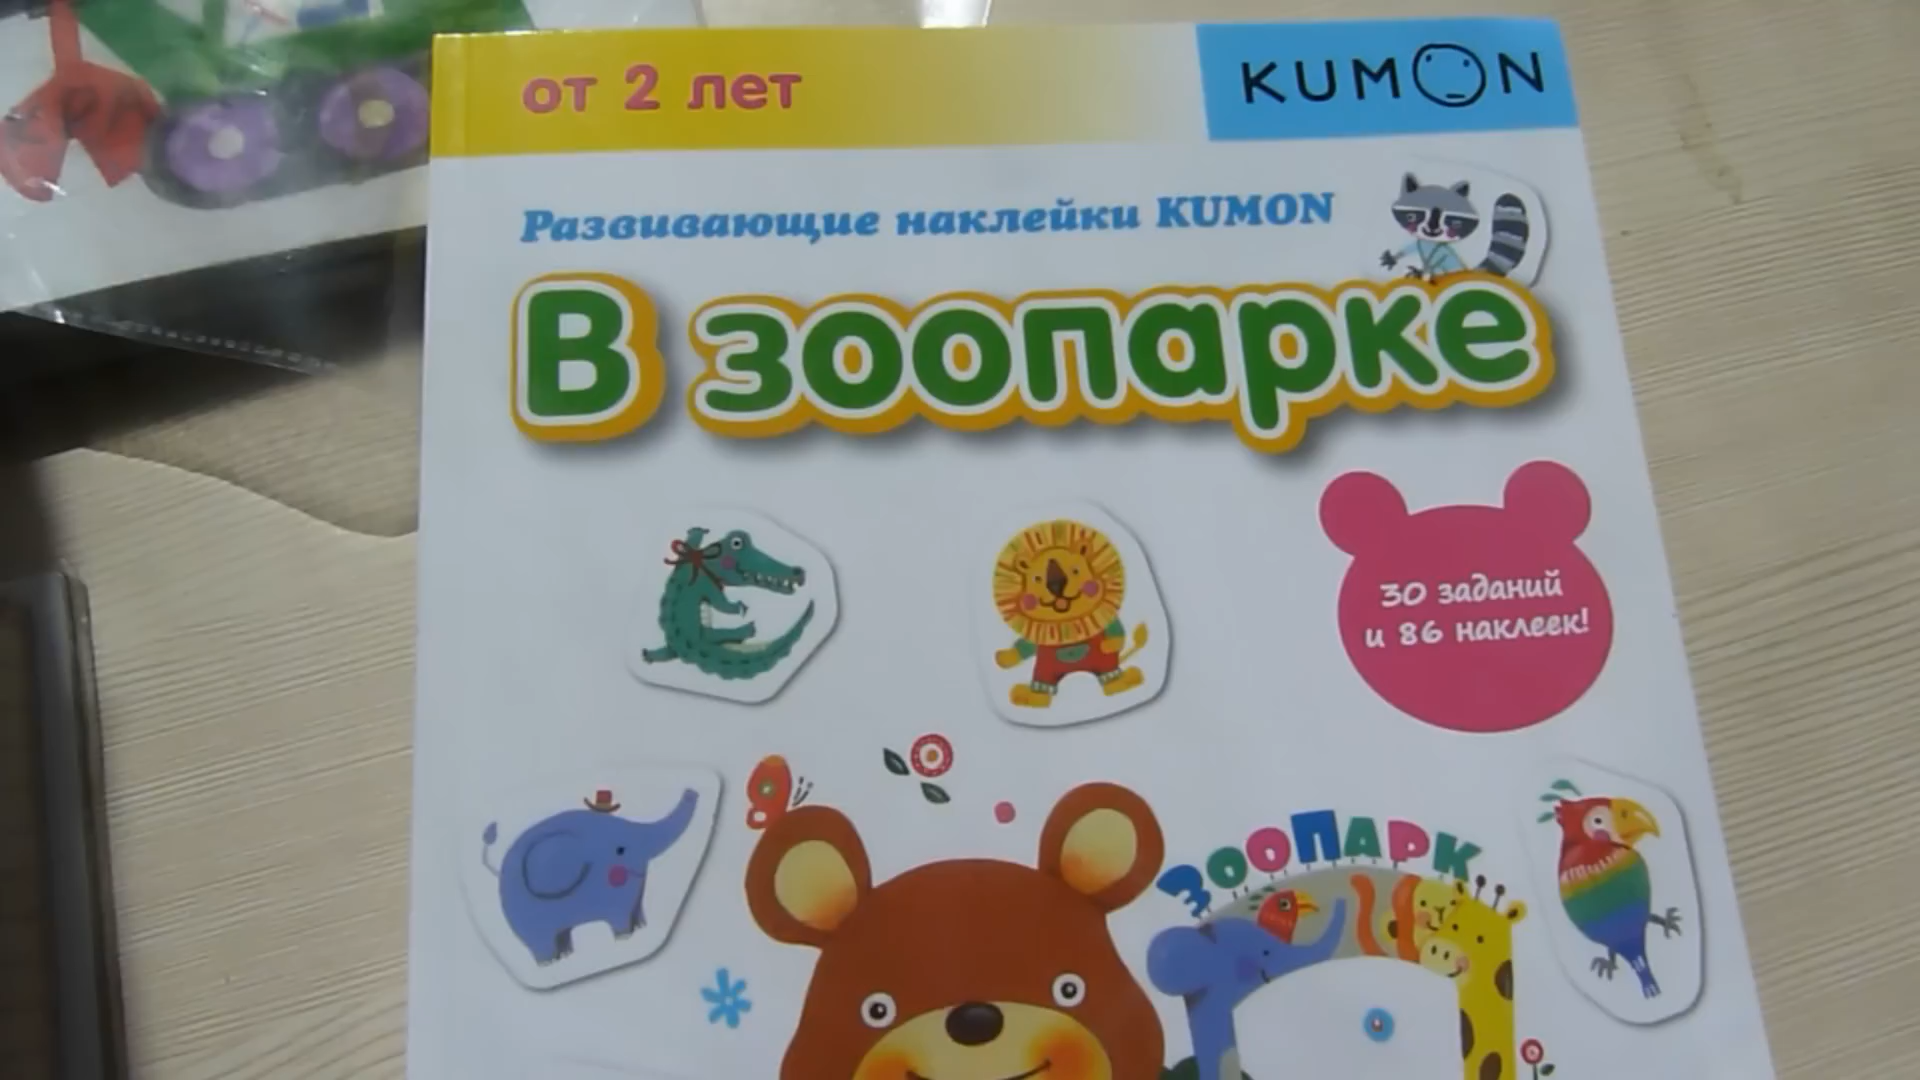 от 2 лет
KUMON
Развивающие наклейки KUMON
В зоопарке
30 заданий
и 86 наклеек!
ЗООПАРК